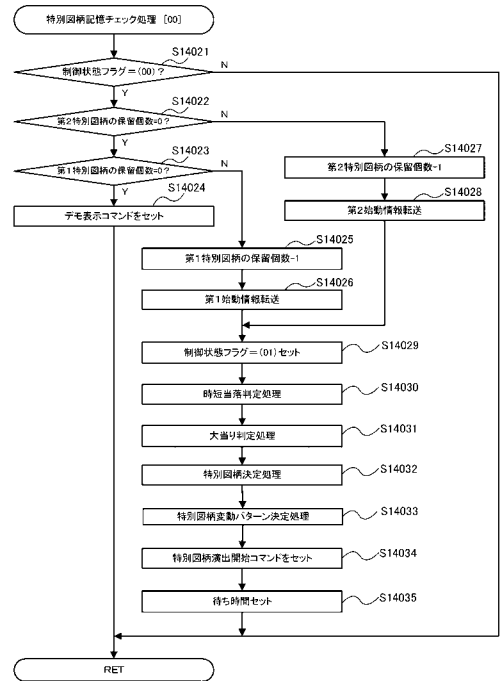 特別図柄記憶チェック処理 [00]
S14021
制御状態フラグ=(00)?
N
Y
S14022
第2特別図柄の保留個数=0?
N
Y
S14023
第1特別図柄の保留個数=0?
N
Y
S14024
デモ表示コマンドをセット
S14027
第2特別図柄の保留個数-1
S14028
第2始動情報転送
S14025
第1特別図柄の保留個数-1
S14026
第1始動情報転送
制御状態フラグ=(01)セット
S14029
時短当落判定処理
S14030
大当り判定処理
S14031
特別図柄決定処理
S14032
特別図柄変動パターン決定処理
S14033
特別図柄演出開始コマンドをセット
S14034
待ち時間セット
S14035
RET